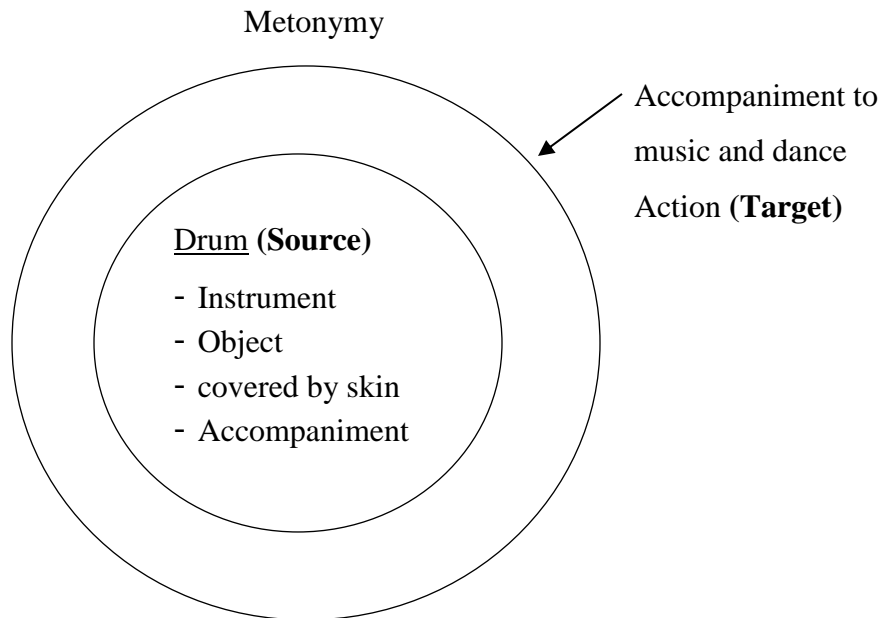 Metonymy
Accompaniment to
music and dance
Action (Target)
Drum (Source)
- Instrument
- Object
- covered by skin
- Accompaniment